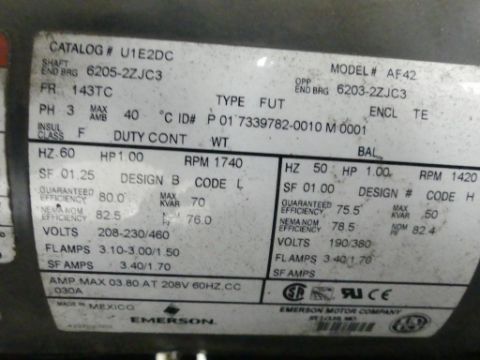 CATALOG # U1E2DC
MODEL# AF42
SHAFT END BRG 6205-2ZJC3
OPP END BRG 6203-2ZJC3
FR 143TC
TYPE FUT
ENCL TE
PH 3 MAX AMB 40 °C ID# P 01 7339782-0010 M 0001
INSUL CLASS F DUTY CONT WT
BAL
HZ 60 HP 1.00 RPM 1740
SF 01.25 DESIGN B CODE L
GUARANTEED EFFICIENCY 80.0 MAX KVAR .70
NEMA NOM EFFICIENCY 82.5 PF 76.0
VOLTS 208-230/460
FL AMPS 3.10-3.00/1.50
SF AMPS 3.40/1.70
HZ 50 HP 1.00 RPM 1420
SF 01.00 DESIGN # CODE H
GUARANTEED EFFICIENCY 75.5 MAX KVAR .50
NEMA NOM EFFICIENCY 78.5 PF 82.4
VOLTS 190/380
FL AMPS 3.40/1.70
SF AMPS
AMP. MAX 03.80 AT 208V 60HZ, CC
030A
MADE IN MEXICO
EMERSON
EMERSON MOTOR COMPANY